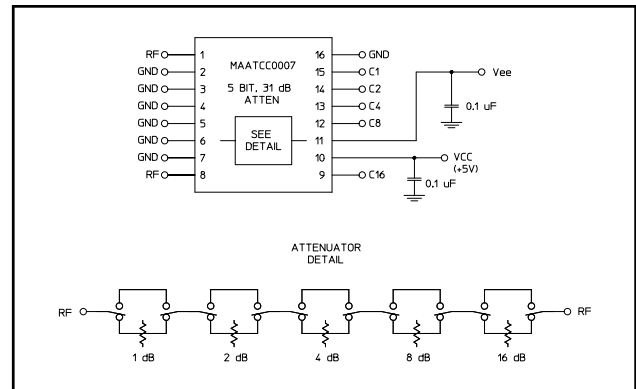 RF 1 16 GND
GND 2 MAATCC0007 15 C1
GND 3 5 BIT, 31 dB 14 C2
GND 4 ATTEN 13 C4
GND 5 12 C8
GND 6 SEE 11
GND 7 DETAIL 10
RF 8 9 C16
Vee
0.1 uF
VCC
(+5V)
0.1 uF
ATTENUATOR
DETAIL
RF RF
1 dB 2 dB 4 dB 8 dB 16 dB